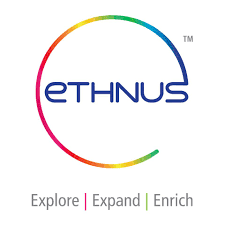 ™
eTHNUS
Explore | Expand | Enrich